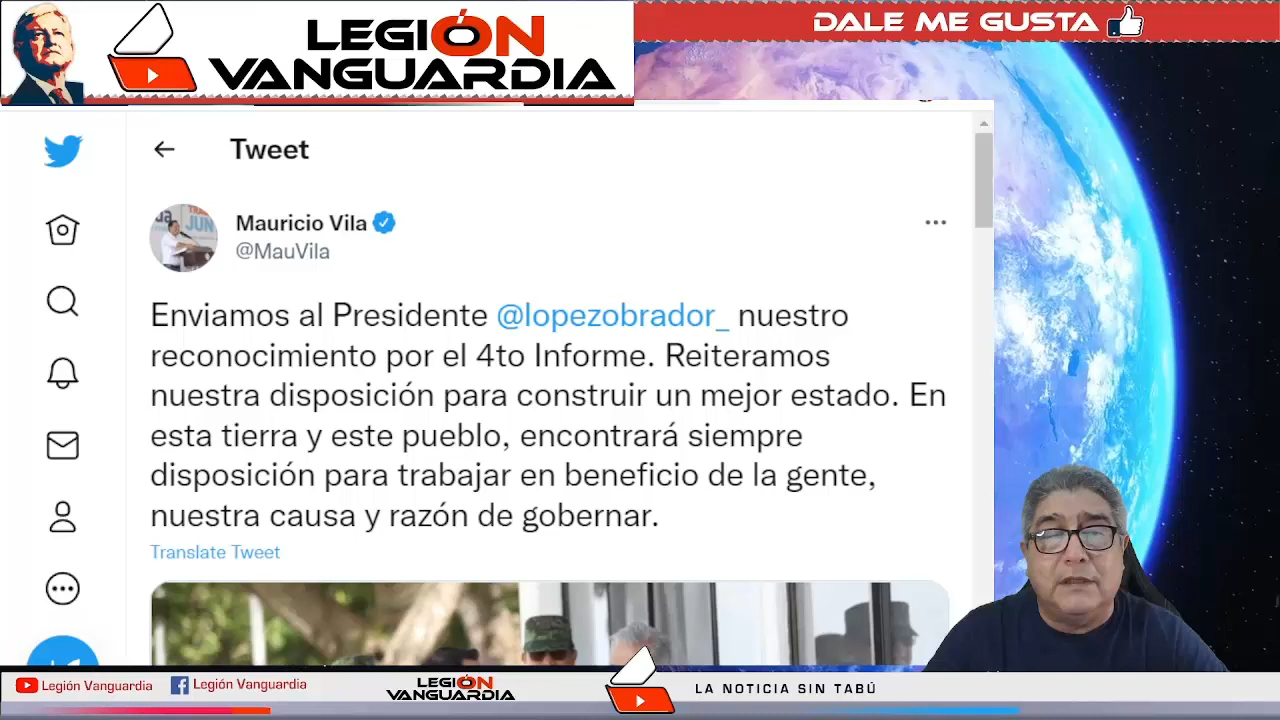 LEGIÓN
VANGUARDIA
DALE ME GUSTA
Tweet
Mauricio Vila
@MauVila
Enviamos al Presidente @lopezobrador_ nuestro
reconocimiento por el 4to Informe. Reiteramos
nuestra disposición para construir un mejor estado. En
esta tierra y este pueblo, encontrará siempre
disposición para trabajar en beneficio de la gente,
nuestra causa y razón de gobernar.
Translate Tweet
Legión Vanguardia
Legión Vanguardia
LEGIÓN
VANGUARDIA
LA NOTICIA SIN TABÚ